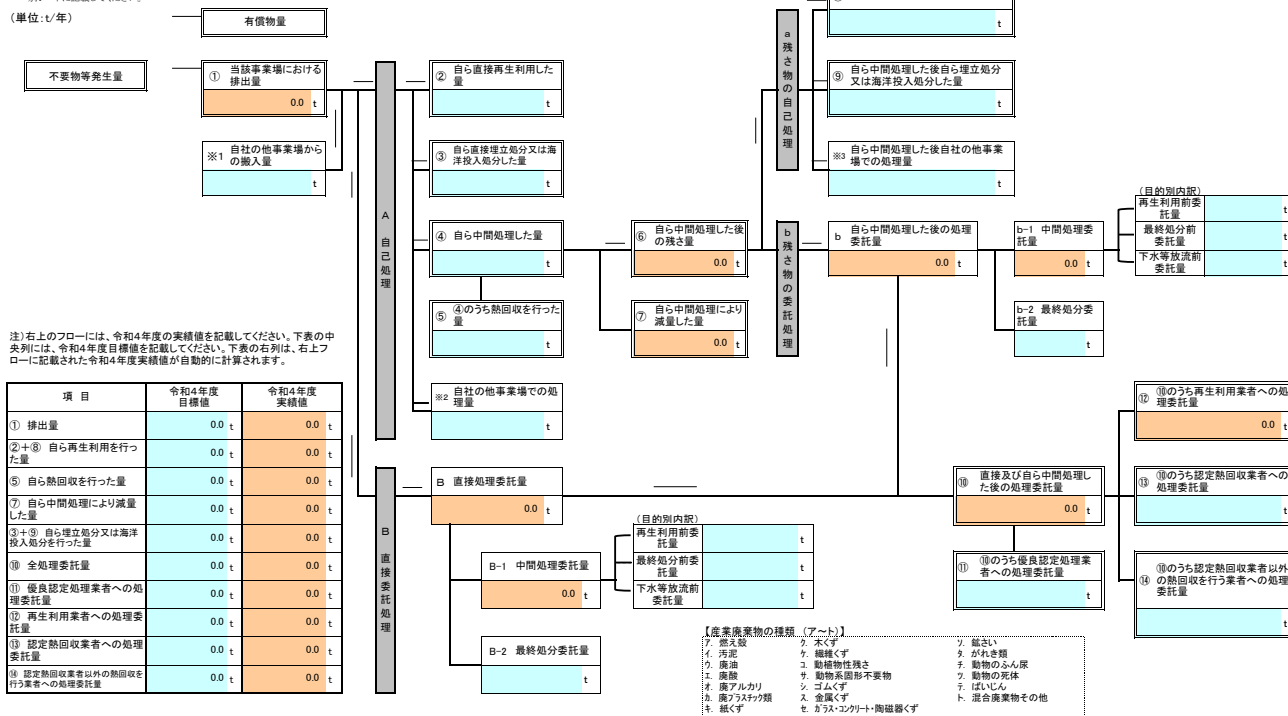 (単位:t/年)
有償物量
不要物等発生量
① 当該事業場における
排出量
0.0 t
※1 自社の他事業場から
の搬入量
t
A
自
己
処
理
② 自ら直接再生利用した
量
t
③ 自ら直接埋立処分又は海
洋投入処分した量
t
④ 自ら中間処理した量
t
⑤ ④のうち熱回収を行った
量
t
※2 自社の他事業場での処
理量
t
⑥ 自ら中間処理した後
の残さ量
0.0 t
⑦ 自ら中間処理により
減量した量
0.0 t
a
残
さ
物
の
自
己
処
理
t
⑨ 自ら中間処理した後自ら埋立処分
又は海洋投入処分した量
t
※3 自ら中間処理した後自社の他事業
場での処理量
t
b
残
さ
物
の
委
託
処
理
b 自ら中間処理した後の処理
委託量
0.0 t
b-1 中間処理委
託量
0.0 t
b-2 最終処分委
託量
t
(目的別内訳)
再生利用前委
託量 t
最終処分前
委託量 t
下水等放流前
委託量 t
注)右上のフローには、令和4年度の実績値を記載してください。下表の中
央列には、令和4年度目標値を記載してください。下表の右列は、右上フ
ローに記載された令和4年度実績値が自動的に計算されます。
項 目 令和4年度
目標値 令和4年度
実績値
① 排出量 0.0 t 0.0 t
②+⑧ 自ら再生利用を行っ
た量 0.0 t 0.0 t
⑤ 自ら熱回収を行った量 0.0 t 0.0 t
⑦ 自ら中間処理により減量
した量 0.0 t 0.0 t
③+⑨ 自ら埋立処分又は海洋
投入処分を行った量 0.0 t 0.0 t
⑩ 全処理委託量 0.0 t 0.0 t
⑪ 優良認定処理業者への処
理委託量 0.0 t 0.0 t
⑫ 再生利用業者への処理委
託量 0.0 t 0.0 t
⑬ 認定熱回収業者への処理
委託量 0.0 t 0.0 t
⑭ 認定熱回収業者以外の熱回収を
行う業者への処理委託量 0.0 t 0.0 t
B
直
接
委
託
処
理
B 直接処理委託量
0.0 t
B-1 中間処理委託量
0.0 t
B-2 最終処分委託量
t
(目的別内訳)
再生利用前委
託量 t
最終処分前委
託量 t
下水等放流前
委託量 t
⑩ 直接及び自ら中間処理し
た後の処理委託量
0.0 t
⑪ ⑩のうち優良認定処理業
者への処理委託量
t
⑫ ⑩のうち再生利用業者への処
理委託量
0.0 t
⑬ ⑩のうち認定熱回収業者への
処理委託量
t
⑭ ⑩のうち認定熱回収業者以外
の熱回収を行う業者への処理
委託量
t
【産業廃棄物の種類 (ア~ト)】
ア. 燃え殻 ク. 木くず ソ. 鉱さい
イ. 汚泥 ケ. 繊維くず タ. がれき類
ウ. 廃油 コ. 動植物性残さ チ. 動物のふん尿
エ. 廃酸 サ. 動物系固形不要物 ツ. 動物の死体
オ. 廃アルカリ シ. ゴムくず テ. ばいじん
カ. 廃プラスチック類 ス. 金属くず ト. 混合廃棄物その他
キ. 紙くず セ. ガラス・コンクリート・陶磁器くず